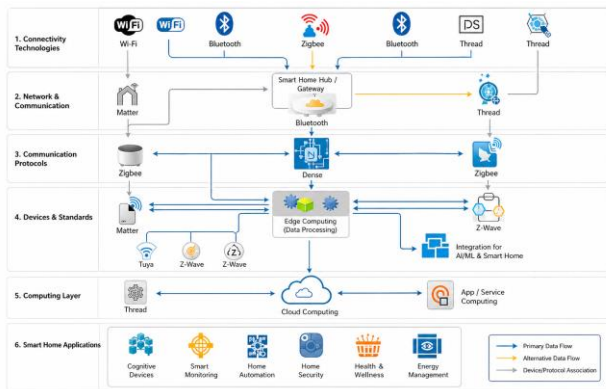 1. Connectivity
Technologies
WiFi
WiFi
DS
Wi-Fi
Bluetooth
Zigbee
Bluetooth
Thread
Thread
2. Network &
Communication
Matter
Smart Home Hub /
Gateway
Bluetooth
Thread
3. Communication
Protocols
Zigbee
Dense
Zigbee
4. Devices & Standards
Matter
Edge Computing
(Data Processing)
Z-Wave
Tuya
Z-Wave
Z-Wave
Integration for
AI/ML & Smart Home
5. Computing Layer
Thread
Cloud Computing
App / Service
Computing
6. Smart Home Applications
Cognitive
Devices
Smart
Monitoring
Home
Automation
Home
Security
Health &
Wellness
Energy
Management
Primary Data Flow
Alternative Data Flow
Device/Protocol Association